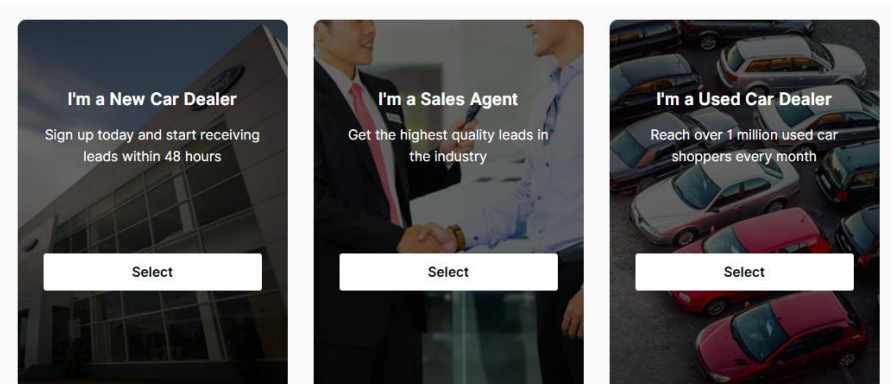 I'm a New Car Dealer
Sign up today and start receiving
leads within 48 hours
Select
I'm a Sales Agent
Get the highest quality leads in
the industry
Select
I'm a Used Car Dealer
Reach over 1 million used car
shoppers every month
Select